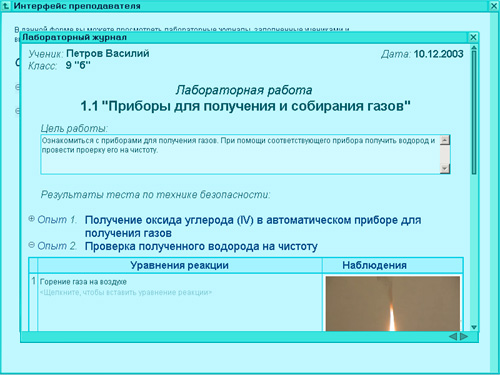 Интерфейс преподавателя
В данной форме вы можете просмотреть лабораторные журналы, заполненные учениками и
Лабораторный журнал
Ученик: Петров Василий
Дата: 10.12.2003
Класс: 9 "б"
Лабораторная работа
1.1 "Приборы для получения и собирания газов"
Цель работы:
Ознакомиться с приборами для получения газов. При помощи соответствующего прибора получить водород и
провести проерку его на чистоту.
Результаты теста по технике безопасности:
Опыт 1. Получение оксида углерода (IV) в автоматическом приборе для
получения газов
Опыт 2. Проверка полученного водорода на чистоту
Уравнения реакции Наблюдения
1 Горение газа на воздухе
<Щелкните, чтобы вставить уравнение реакции>